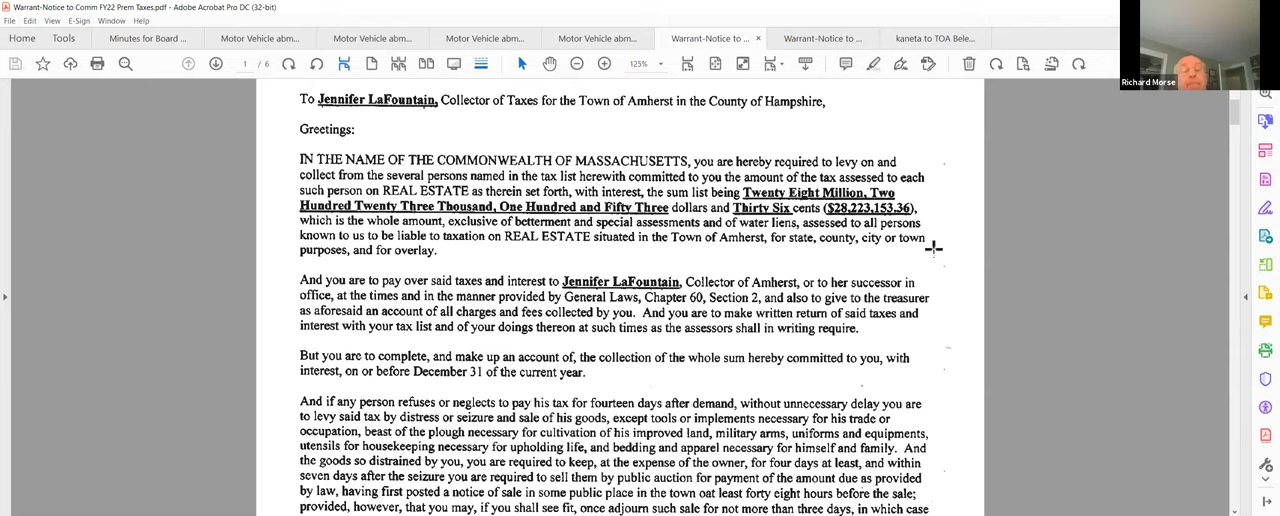 Warrant-Notice to Comm FY22 Prem Taxes.pdf - Adobe Acrobat Pro DC (32-bit)
File Edit View E-Sign Window Help
Home Tools Minutes for Board ... Motor Vehicle abm... Motor Vehicle abm... Motor Vehicle abm... Motor Vehicle abm... Warrant-Notice to ... × Warrant-Notice to ... kaneta to TOA Bele...
1 / 6 125%
Richard Morse
To Jennifer LaFountain, Collector of Taxes for the Town of Amherst in the County of Hampshire,
Greetings:
IN THE NAME OF THE COMMONWEALTH OF MASSACHUSETTS, you are hereby required to levy on and
collect from the several persons named in the tax list herewith committed to you the amount of the tax assessed to each
such person on REAL ESTATE as therein set forth, with interest, the sum list being Twenty Eight Million, Two
Hundred Twenty Three Thousand, One Hundred and Fifty Three dollars and Thirty Six cents ($28,223,153.36),
which is the whole amount, exclusive of betterment and special assessments and of water liens, assessed to all persons
known to us to be liable to taxation on REAL ESTATE situated in the Town of Amherst, for state, county, city or town
purposes, and for overlay.
And you are to pay over said taxes and interest to Jennifer LaFountain, Collector of Amherst, or to her successor in
office, at the times and in the manner provided by General Laws, Chapter 60, Section 2, and also to give to the treasurer
as aforesaid an account of all charges and fees collected by you. And you are to make written return of said taxes and
interest with your tax list and of your doings thereon at such times as the assessors shall in writing require.
But you are to complete, and make up an account of, the collection of the whole sum hereby committed to you, with
interest, on or before December 31 of the current year.
And if any person refuses or neglects to pay his tax for fourteen days after demand, without unnecessary delay you are
to levy said tax by distress or seizure and sale of his goods, except tools or implements necessary for his trade or
occupation, beast of the plough necessary for cultivation of his improved land, military arms, uniforms and equipments,
utensils for housekeeping necessary for upholding life, and bedding and apparel necessary for himself and family. And
the goods so distrained by you, you are required to keep, at the expense of the owner, for four days at least, and within
seven days after the seizure you are required to sell them by public auction for payment of the amount due as provided
by law, having first posted a notice of sale in some public place in the town oat least forty eight hours before the sale;
provided, however, that you may, if you shall see fit, once adjourn such sale for not more than three days, in which case